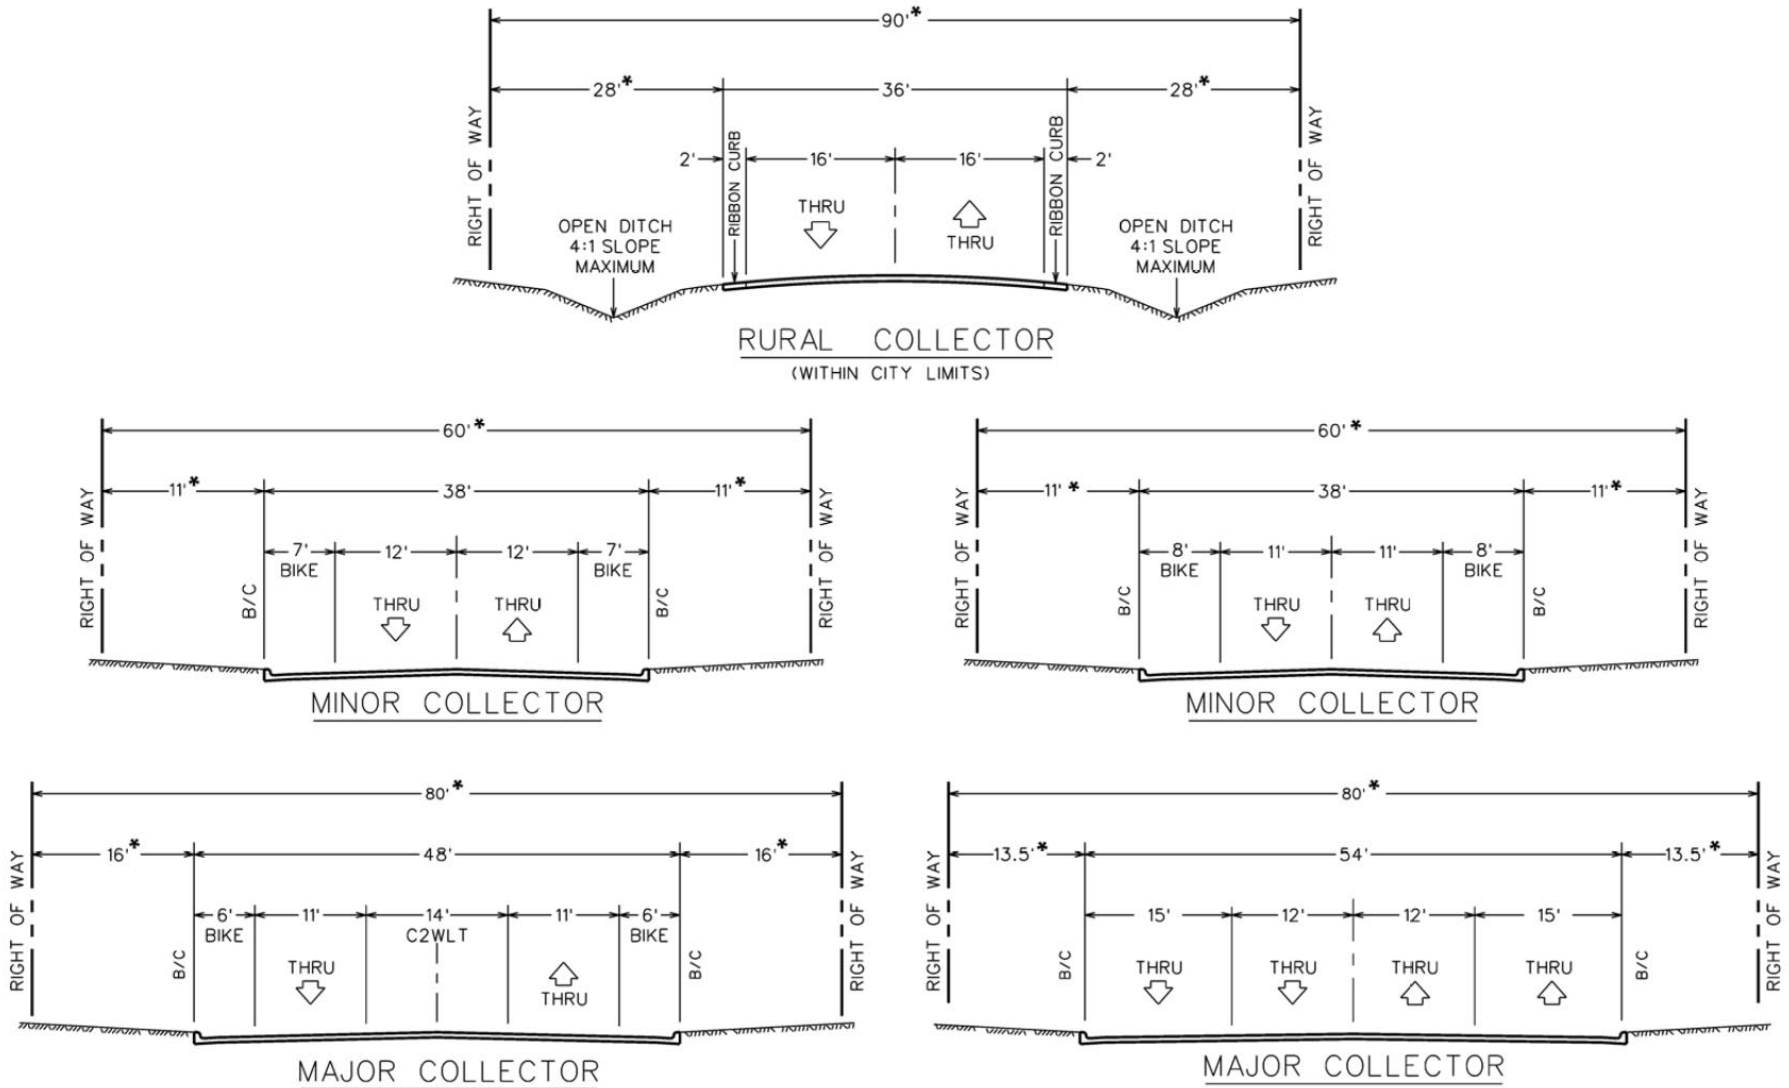 90'*
28'* 36' 28'*
2' 16' 16' 2'
RIGHT OF WAY
RIBBON CURB
RIBBON CURB
RIGHT OF WAY
THRU
THRU
OPEN DITCH
4:1 SLOPE
MAXIMUM
OPEN DITCH
4:1 SLOPE
MAXIMUM
RURAL COLLECTOR
(WITHIN CITY LIMITS)
60'*
11'* 38' 11'*
7' 12' 12' 7'
BIKE BIKE
RIGHT OF WAY
B/C
THRU THRU
B/C
RIGHT OF WAY
MINOR COLLECTOR
60'*
11'* 38' 11'*
8' 11' 11' 8'
BIKE BIKE
RIGHT OF WAY
B/C
THRU THRU
B/C
RIGHT OF WAY
MINOR COLLECTOR
80'*
16'* 48' 16'*
6' 11' 14' 11' 6'
BIKE C2WLT BIKE
RIGHT OF WAY
B/C
THRU
THRU
B/C
RIGHT OF WAY
MAJOR COLLECTOR
80'*
13.5'* 54' 13.5'*
15' 12' 12' 15'
RIGHT OF WAY
B/C
THRU THRU THRU THRU
B/C
RIGHT OF WAY
MAJOR COLLECTOR